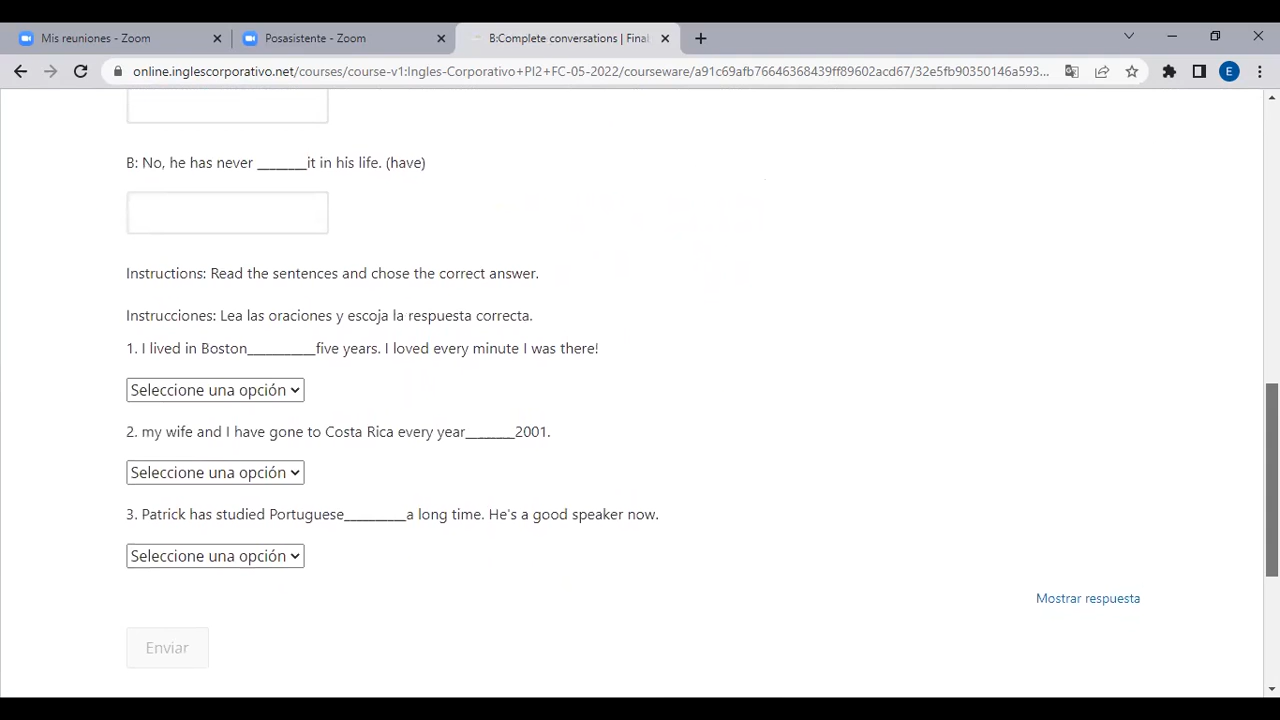 Mis reuniones - Zoom
Posasistente - Zoom
B:Complete conversations | Final
online.inglescorporativo.net/courses/course-v1:Ingles-Corporativo+PI2+FC-05-2022/courseware/a91c69afb76646368439ff89602acd67/32e5fb90350146a593...
E
B: No, he has never ________it in his life. (have)
Instructions: Read the sentences and chose the correct answer.
Instrucciones: Lea las oraciones y escoja la respuesta correcta.
1. I lived in Boston___________five years. I loved every minute I was there!
Seleccione una opción
2. my wife and I have gone to Costa Rica every year________2001.
Seleccione una opción
3. Patrick has studied Portuguese__________a long time. He's a good speaker now.
Seleccione una opción
Mostrar respuesta
Enviar